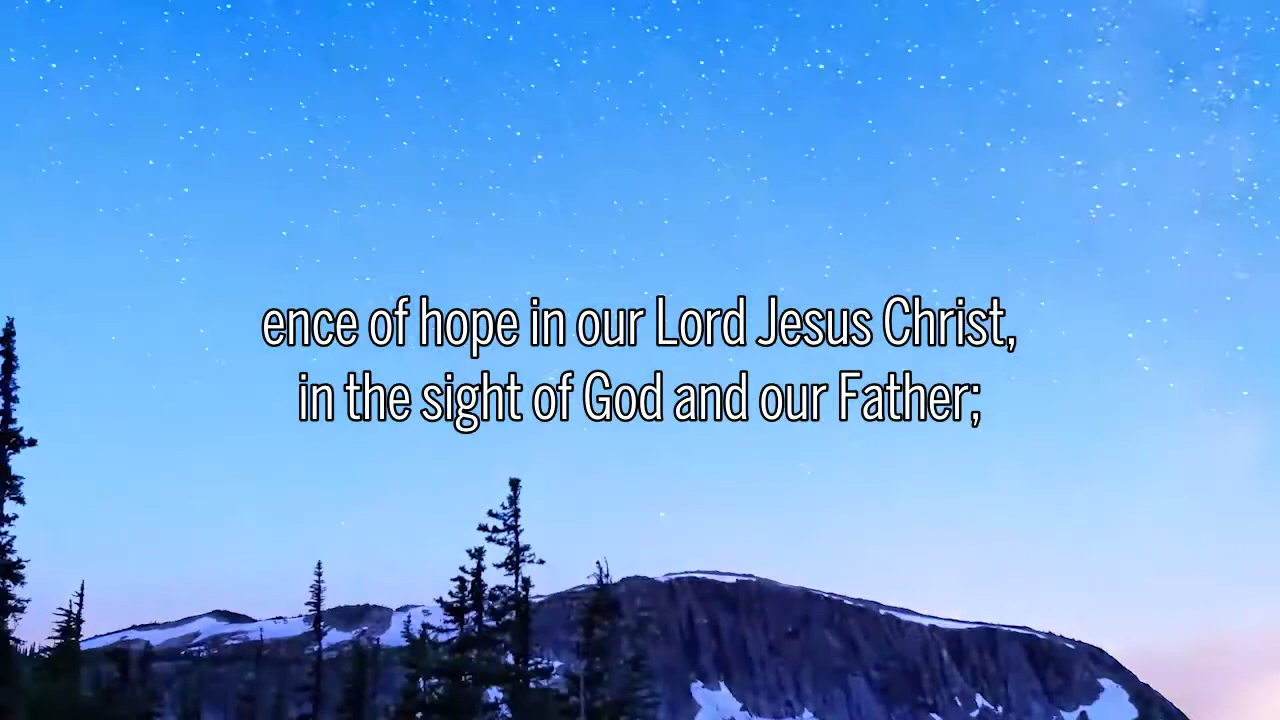 ence of hope in our Lord Jesus Christ,
in the sight of God and our Father;